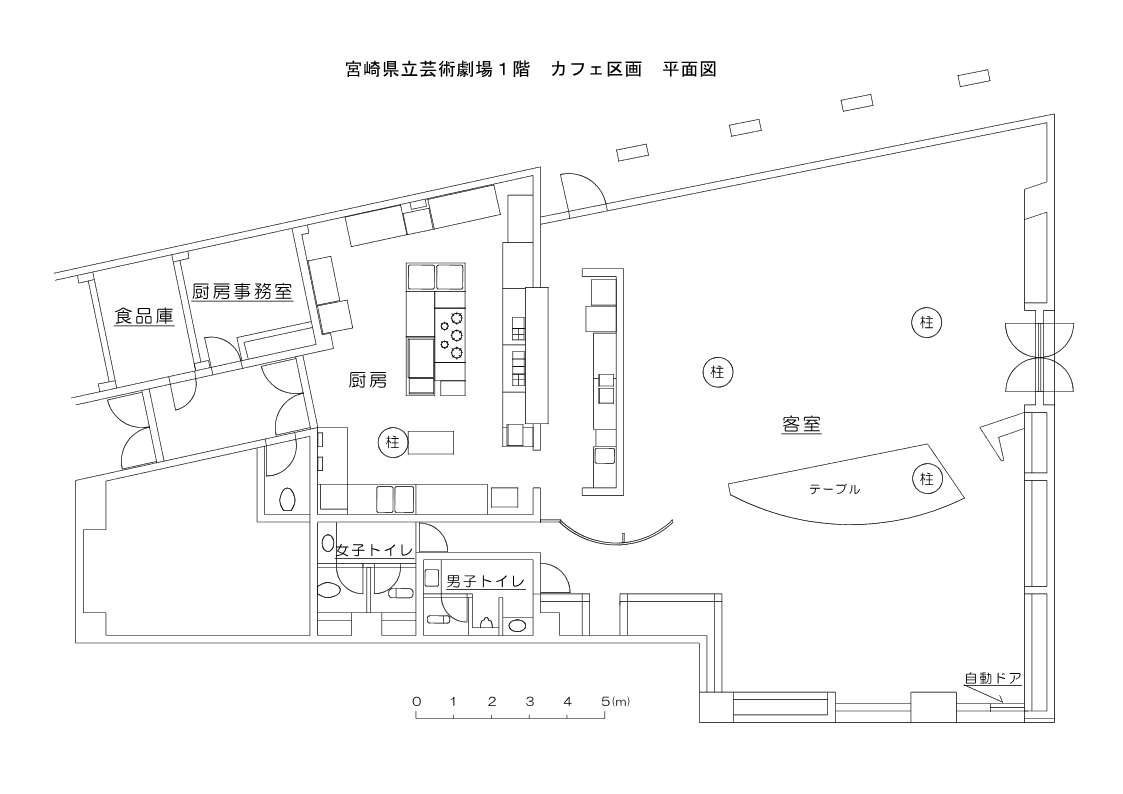 宮崎県立芸術劇場1階　カフェ区画　平面図
厨房事務室
食品庫
柱
柱
厨房
客室
柱
柱
テーブル
女子トイレ
男子トイレ
自動ドア
0 1 2 3 4 5(m)